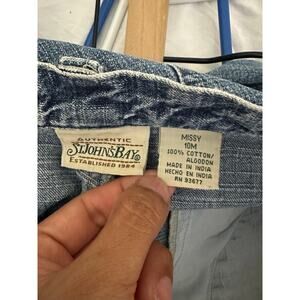 AUTHENTIC
ST. JOHN'S BAY
ESTABLISHED 1984
MISSY
10M
100% COTTON/
ALGODON
MADE IN INDIA
HECHO EN INDIA
RN 93677